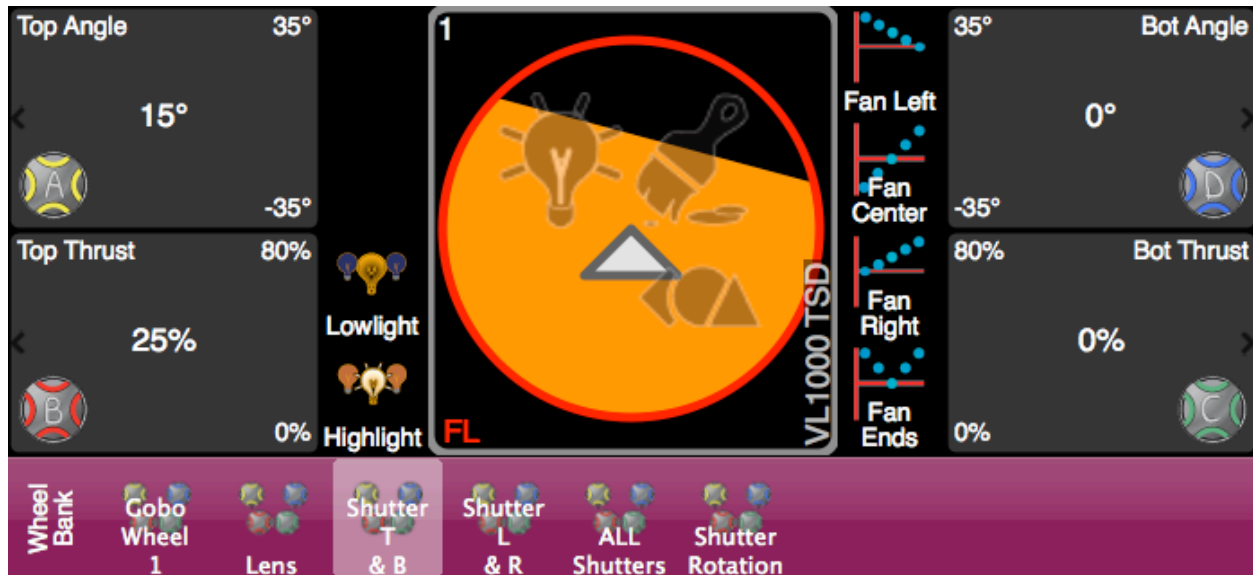 Top Angle 35°
15°
A
-35°
Top Thrust 80%
25%
B
0%
Lowlight
Highlight
1
FL
VL1000 TSD
Fan Left
Fan
Center
Fan
Right
Fan
Ends
35° Bot Angle
0°
D
-35°
80% Bot Thrust
0%
C
0%
Wheel
Bank
Gobo
Wheel
1
Lens
Shutter
T
& B
Shutter
L
& R
ALL
Shutters
Shutter
Rotation